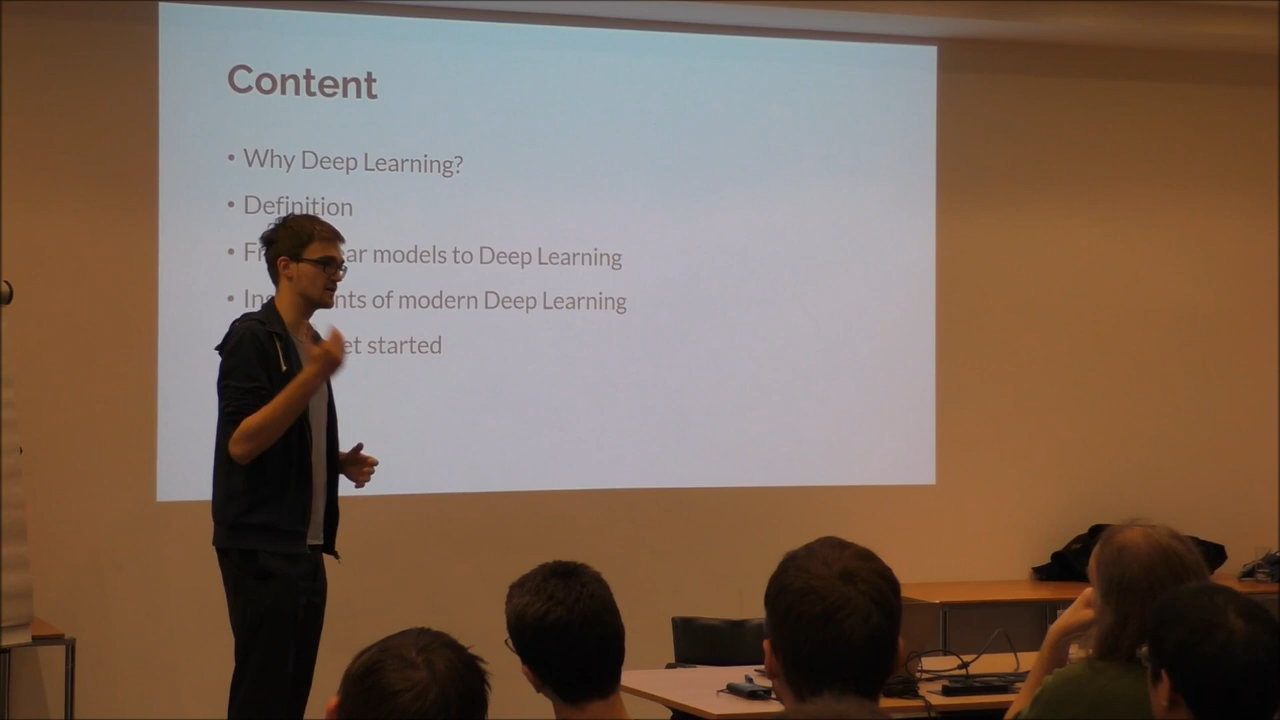 Content
• Why Deep Learning?
• Definition
• models to Deep Learning
• of modern Deep Learning
started